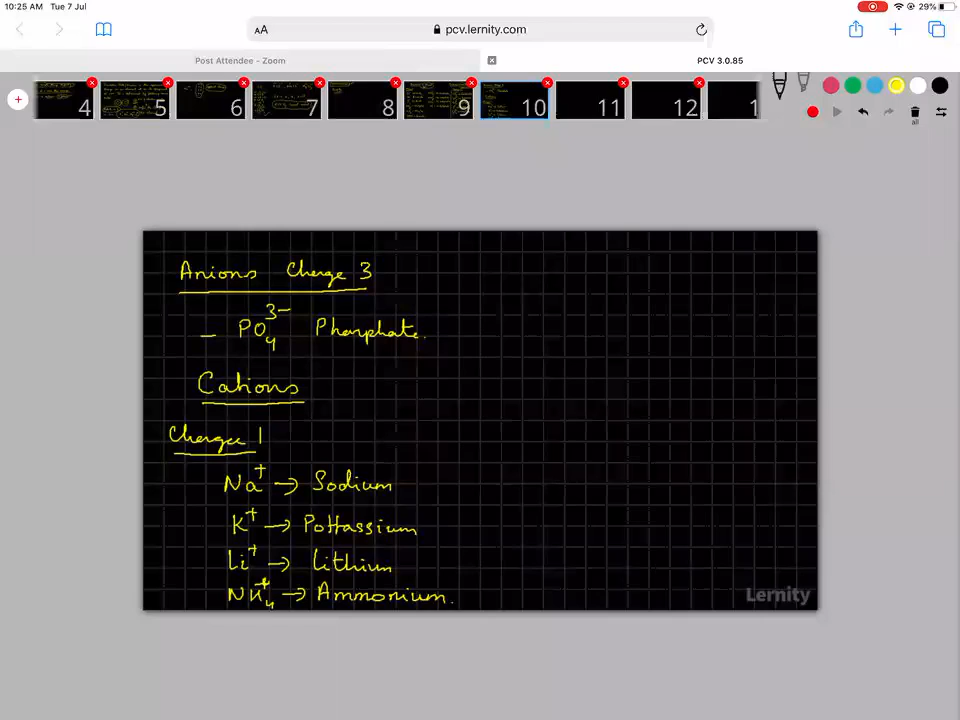 10:25 AM Tue 7 Jul
29%
AA
pcv.lernity.com
Post Attendee - Zoom
PCV 3.0.85
4 5 6 7 8 9 10 11 12 1
all
Anions Charge 3
– PO₄³⁻ Phosphate.
Cations
Charge 1
Na⁺ → Sodium
K⁺ → Pottassium
Li⁺ → Lithium
NH₄⁺ → Ammonium.
Lernity